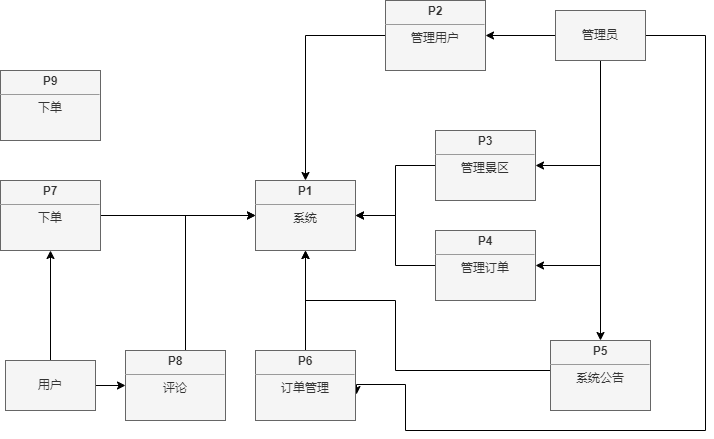 P2
管理用户
管理员
P9
下单
P3
管理景区
P7
下单
P1
系统
P4
管理订单
P5
系统公告
用户
P8
评论
P6
订单管理